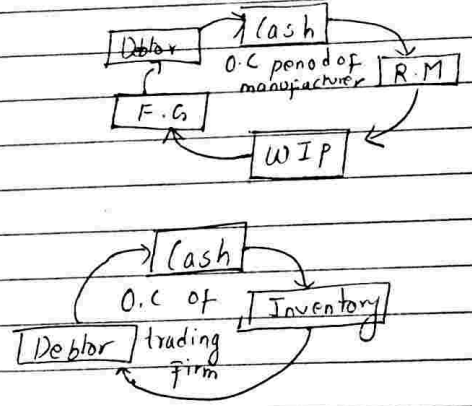 Cash
Debtor
O.C period of
manufacturer
R.M
F.G
WIP
Cash
O.C of
Inventory
Debtor
trading
firm